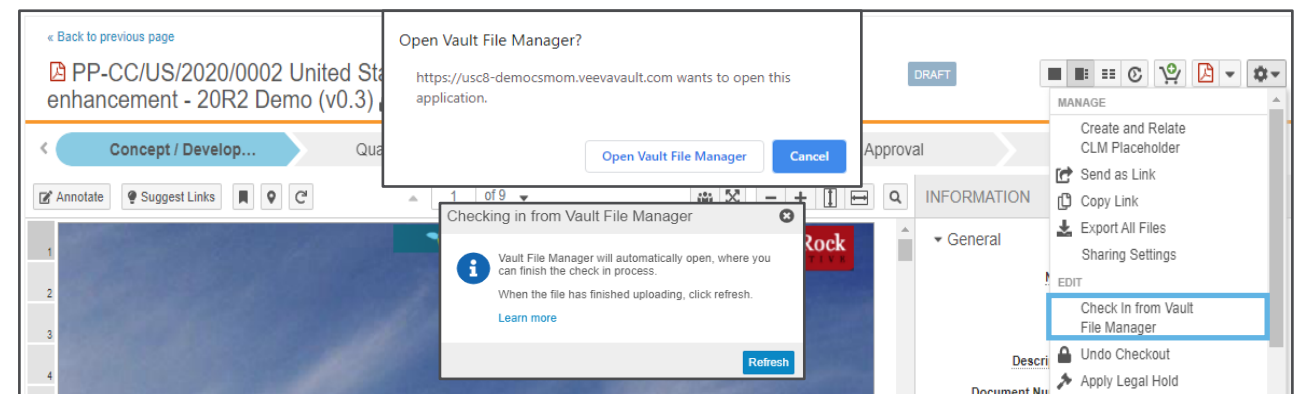 « Back to previous page
PP-CC/US/2020/0002 United Sta
enhancement - 20R2 Demo (v0.3)
Open Vault File Manager?
https://usc8-democsmom.veevavault.com wants to open this
application.
Open Vault File Manager
Cancel
DRAFT
Concept / Develop...
Qua
Approval
Annotate
Suggest Links
1 of 9
INFORMATION
General
Checking in from Vault File Manager
Vault File Manager will automatically open, where you
can finish the check in process.
When the file has finished uploading, click refresh.
Learn more
Refresh
Rock
1
2
3
4
MANAGE
Create and Relate
CLM Placeholder
Send as Link
Copy Link
Export All Files
Sharing Settings
EDIT
Check In from Vault
File Manager
Undo Checkout
Apply Legal Hold
Descri
Document Nu